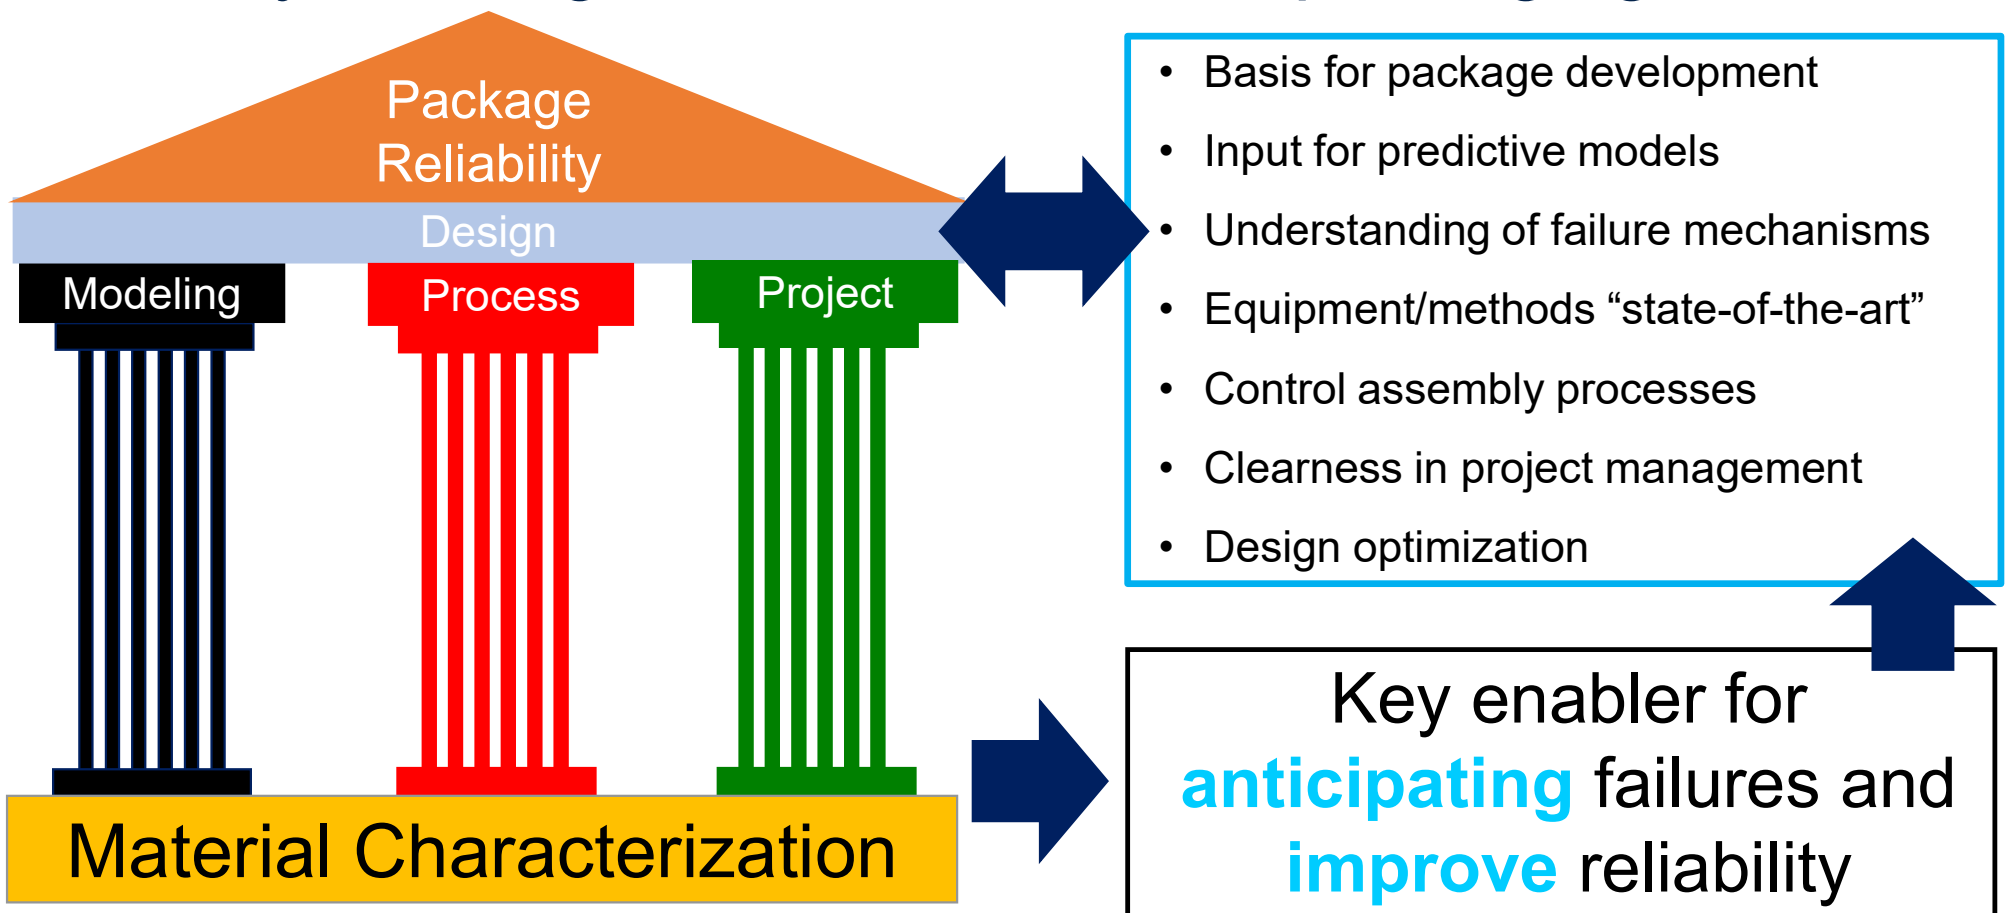 Package
Reliability
Design
Modeling
Process
Project
Material Characterization
• Basis for package development
• Input for predictive models
• Understanding of failure mechanisms
• Equipment/methods “state-of-the-art”
• Control assembly processes
• Clearness in project management
• Design optimization
Key enabler for
anticipating failures and
improve reliability